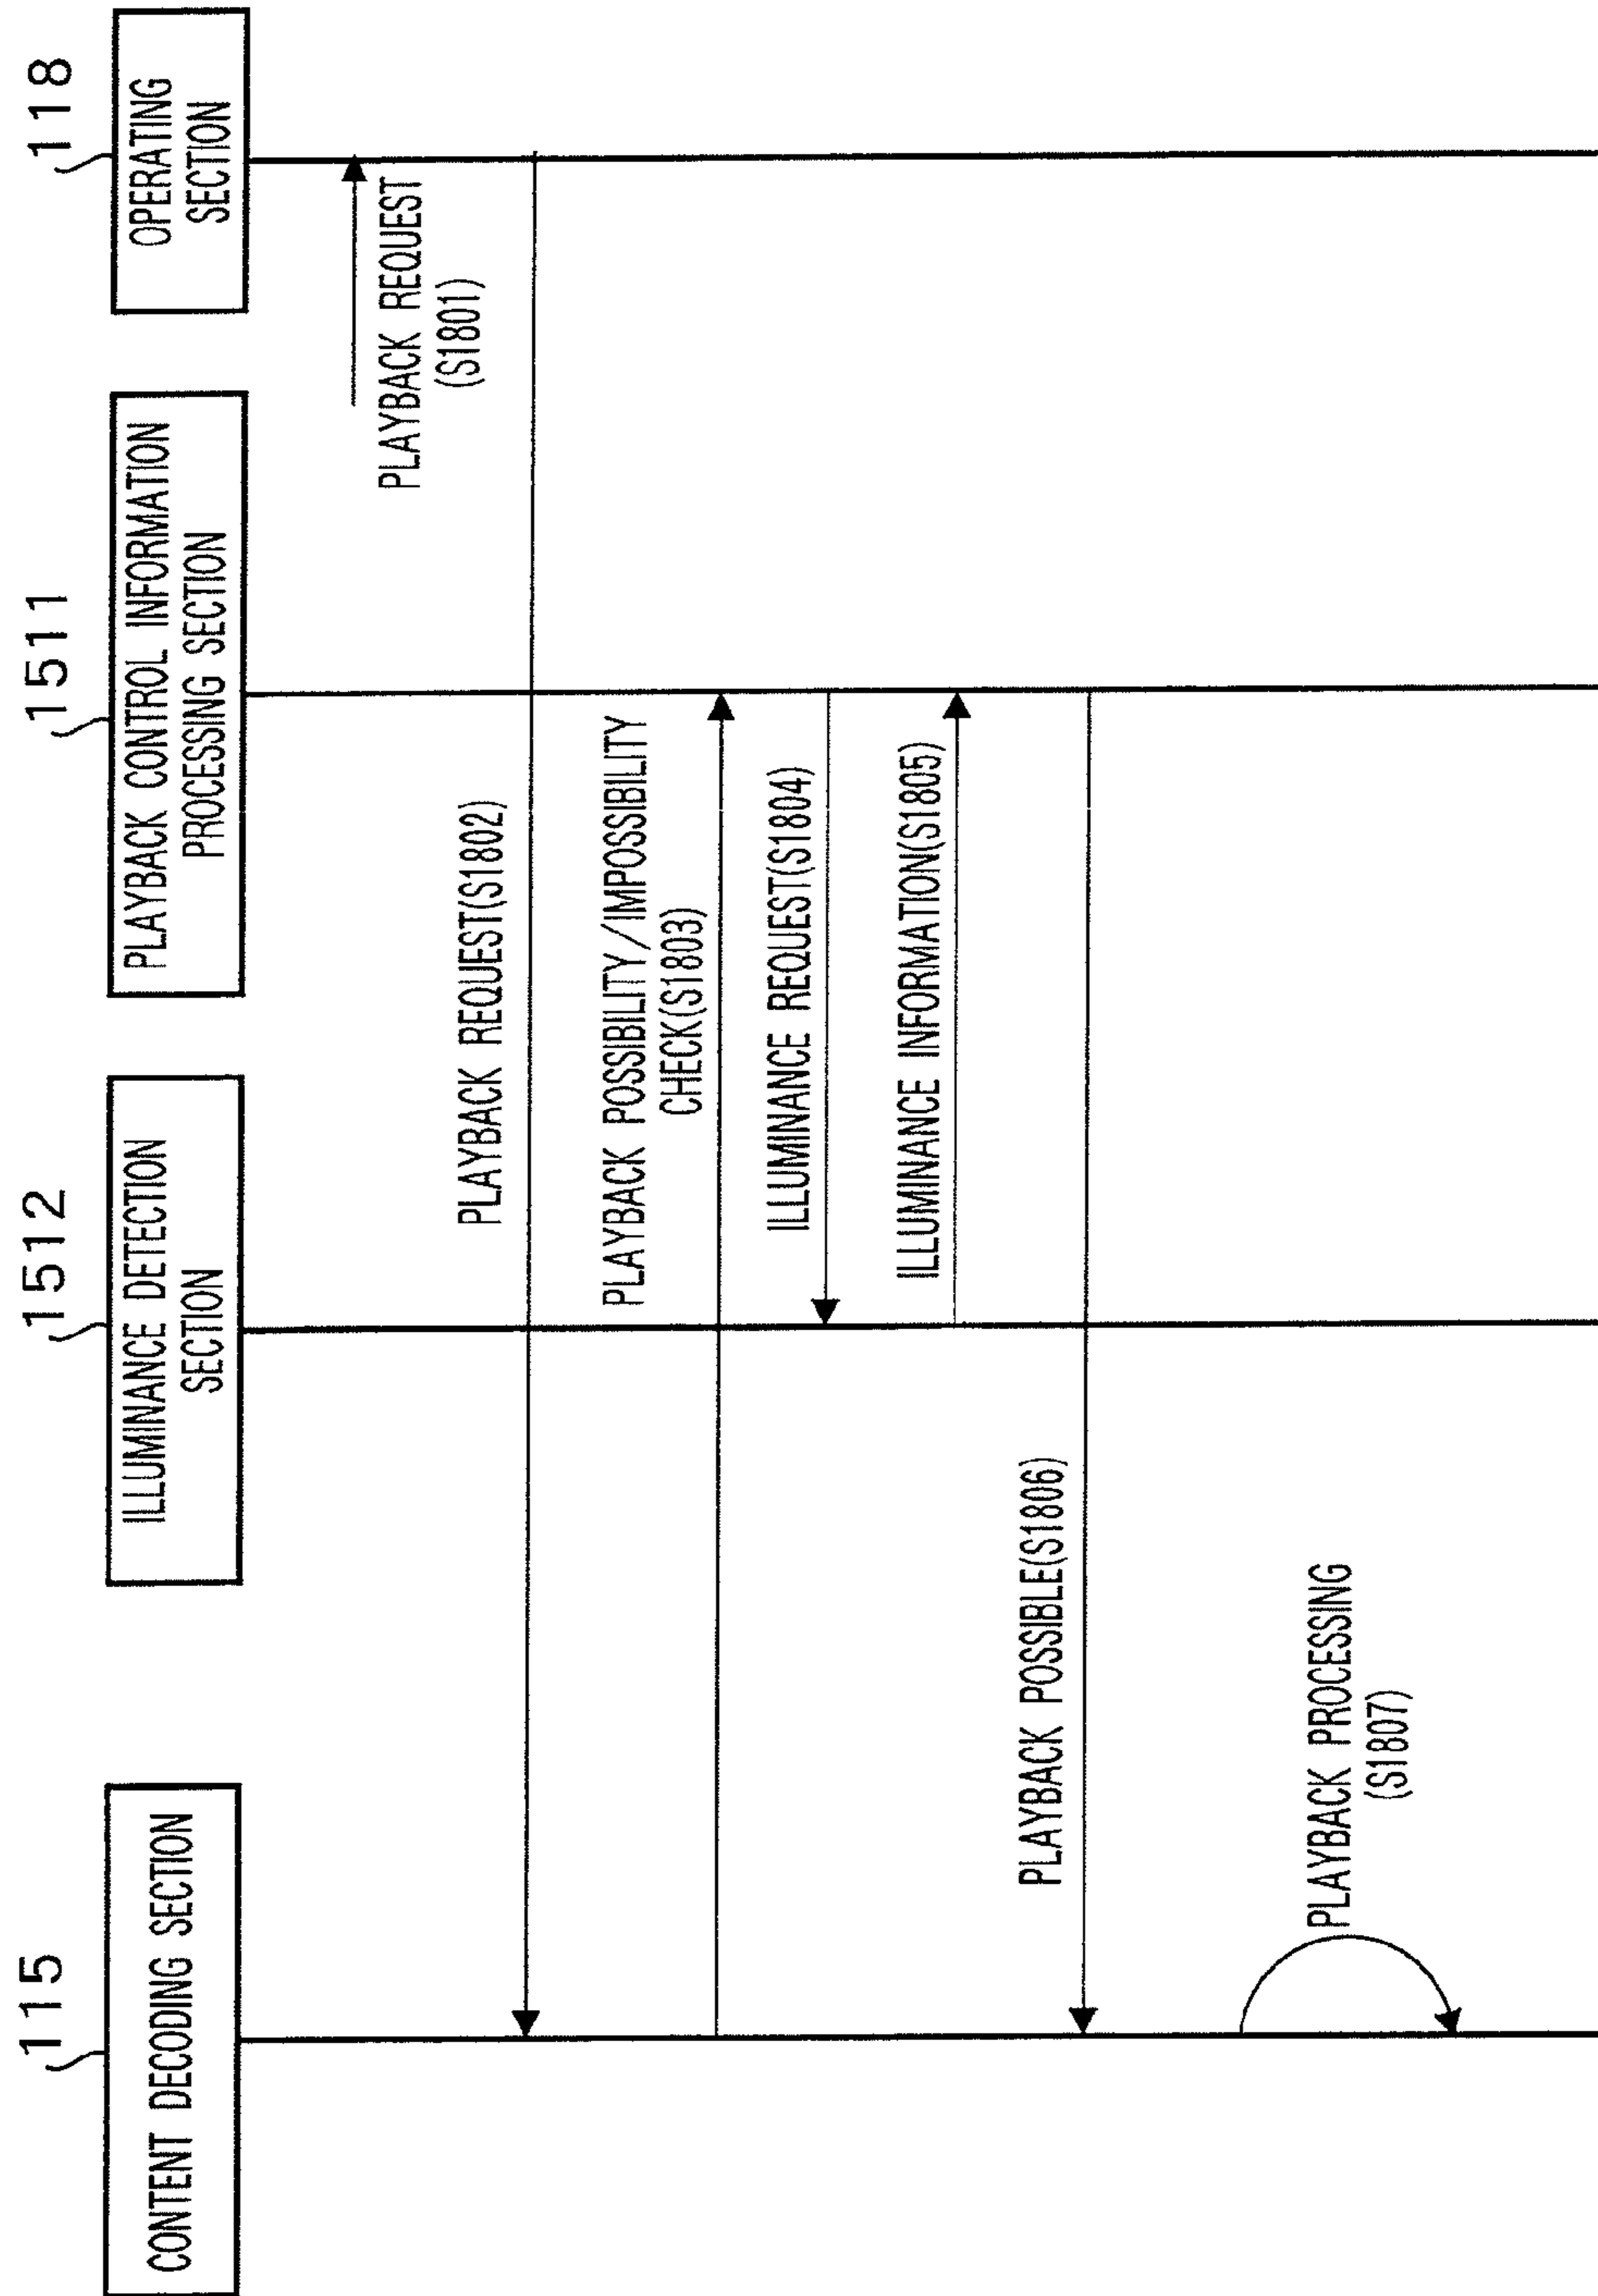 115
CONTENT DECODING SECTION
1512
ILLUMINANCE DETECTION
SECTION
1511
PLAYBACK CONTROL INFORMATION
PROCESSING SECTION
118
OPERATING
SECTION
PLAYBACK REQUEST
(S1801)
PLAYBACK REQUEST(S1802)
PLAYBACK POSSIBILITY/IMPOSSIBILITY
CHECK(S1803)
ILLUMINANCE REQUEST(S1804)
ILLUMINANCE INFORMATION(S1805)
PLAYBACK POSSIBLE(S1806)
PLAYBACK PROCESSING
(S1807)